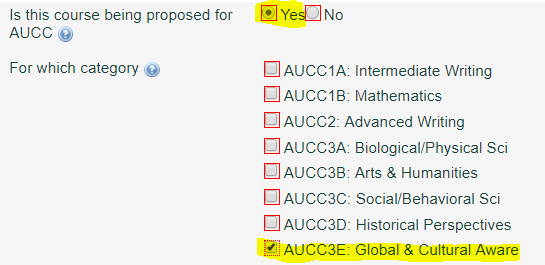 Is this course being proposed for AUCC Yes No
For which category
AUCC1A: Intermediate Writing
AUCC1B: Mathematics
AUCC2: Advanced Writing
AUCC3A: Biological/Physical Sci
AUCC3B: Arts & Humanities
AUCC3C: Social/Behavioral Sci
AUCC3D: Historical Perspectives
AUCC3E: Global & Cultural Aware